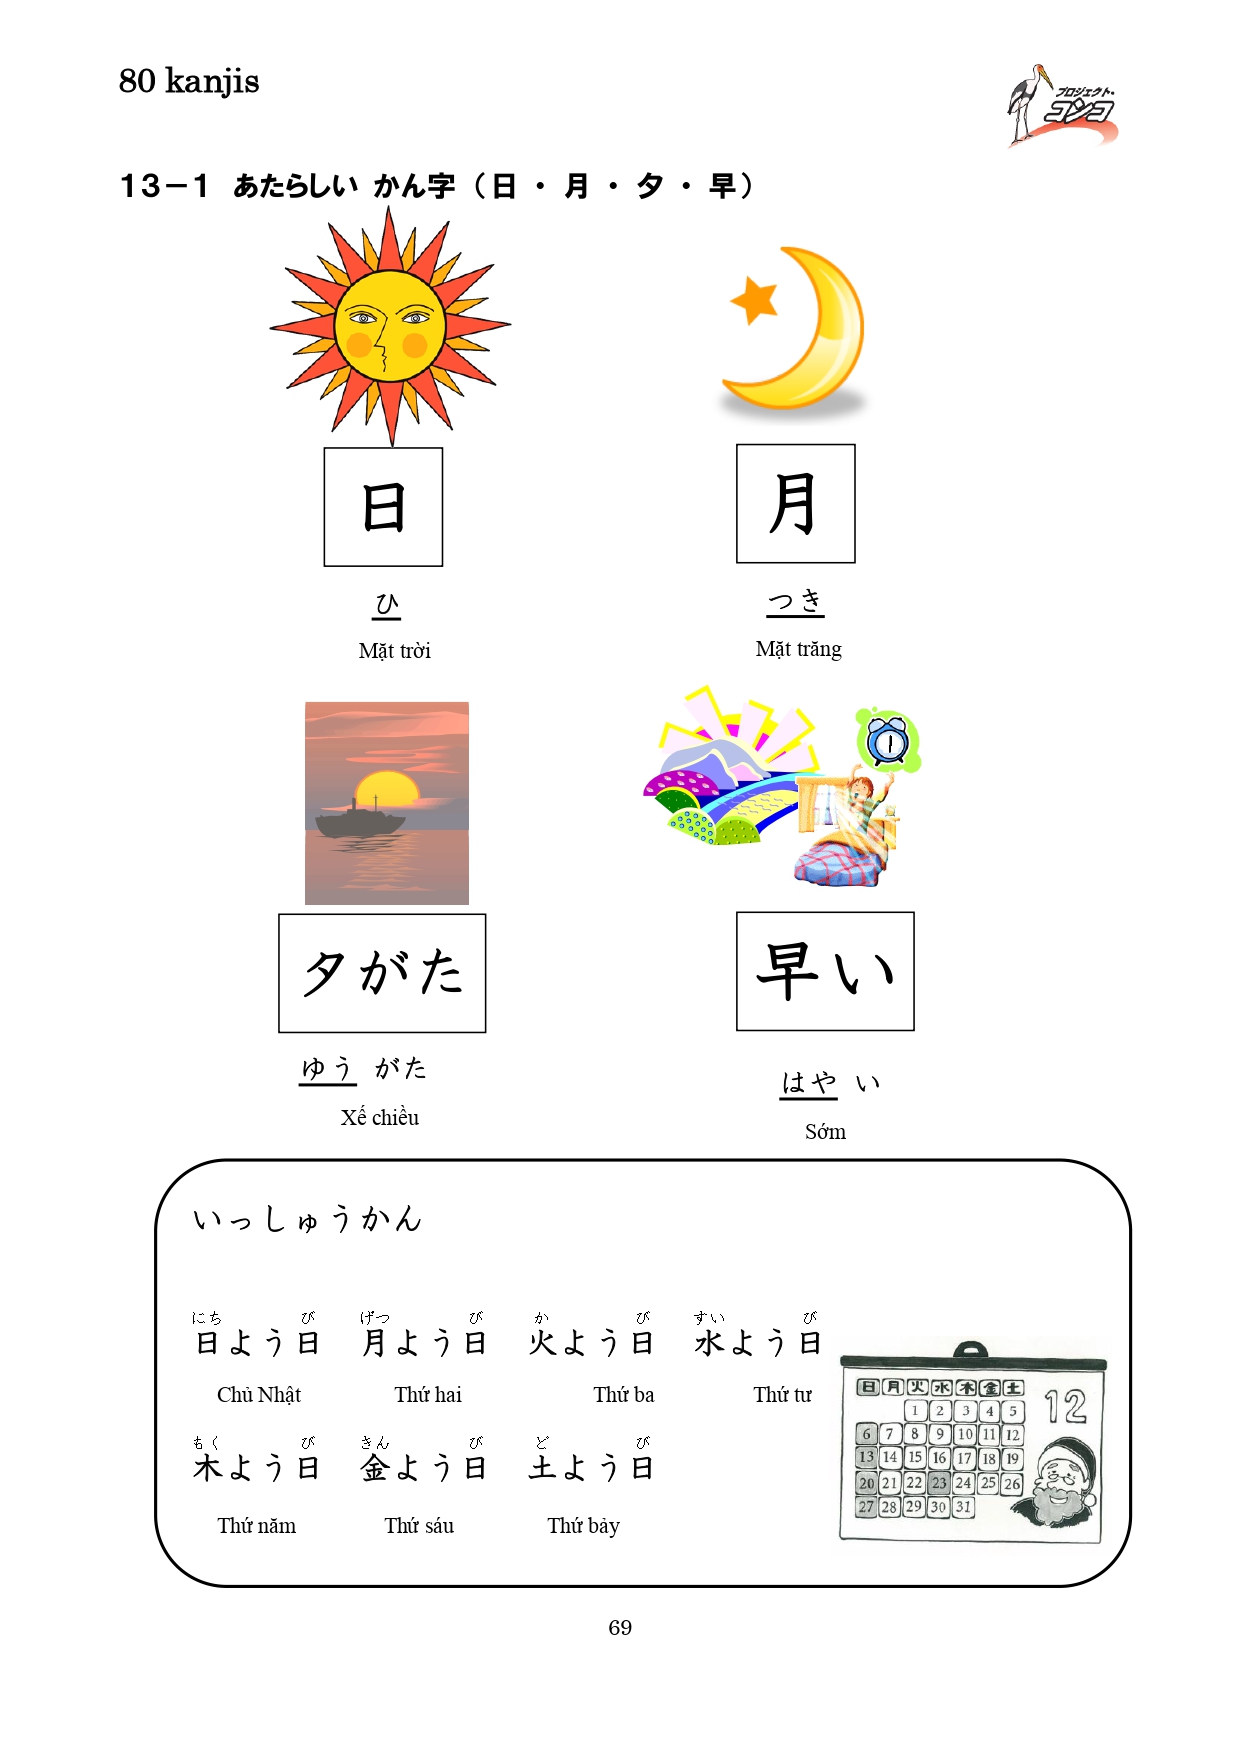 80 kanjis
プロジェクト・
コンコ
13－1 あたらしい かん字（日・月・夕・早）
日
月
ひ
つき
Mặt trời
Mặt trăng
夕がた
早い
ゆう がた
はや い
Xế chiều
Sớm
いっしゅうかん
にち び げつ び か び すい び
日よう日 月よう日 火よう日 水よう日
Chủ Nhật Thứ hai Thứ ba Thứ tư
もく び きん び ど び
木よう日 金よう日 土よう日
Thứ năm Thứ sáu Thứ bảy
日 月 火 水 木 金 土
12
1 2 3 4 5
6 7 8 9 10 11 12
13 14 15 16 17 18 19
20 21 22 23 24 25 26
27 28 29 30 31
69